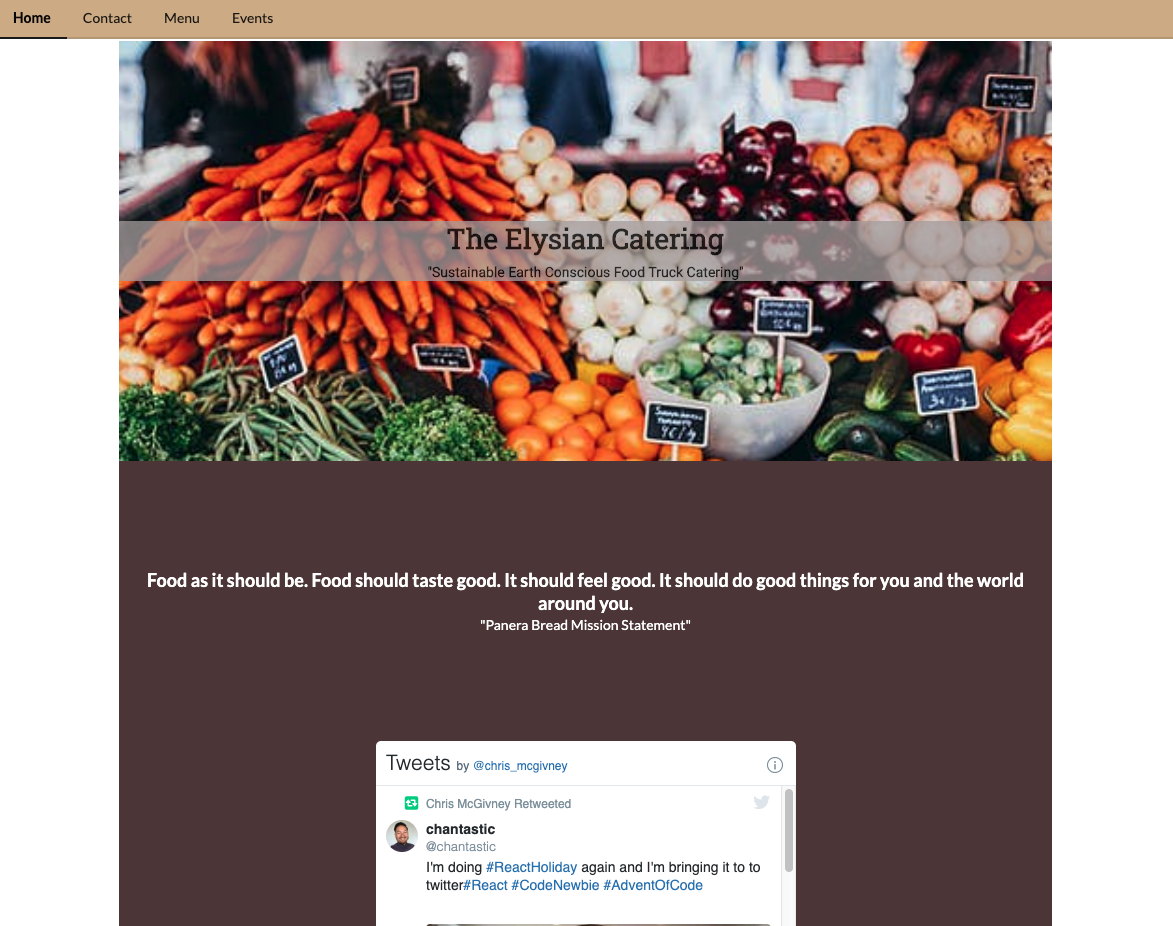 Home Contact Menu Events
The Elysian Catering
"Sustainable Earth Conscious Food Truck Catering"
Food as it should be. Food should taste good. It should feel good. It should do good things for you and the world
around you.
"Panera Bread Mission Statement"
Tweets by @chris_mcgivney
Chris McGivney Retweeted
chantastic
@chantastic
I'm doing #ReactHoliday again and I'm bringing it to to
twitter#React #CodeNewbie #AdventOfCode